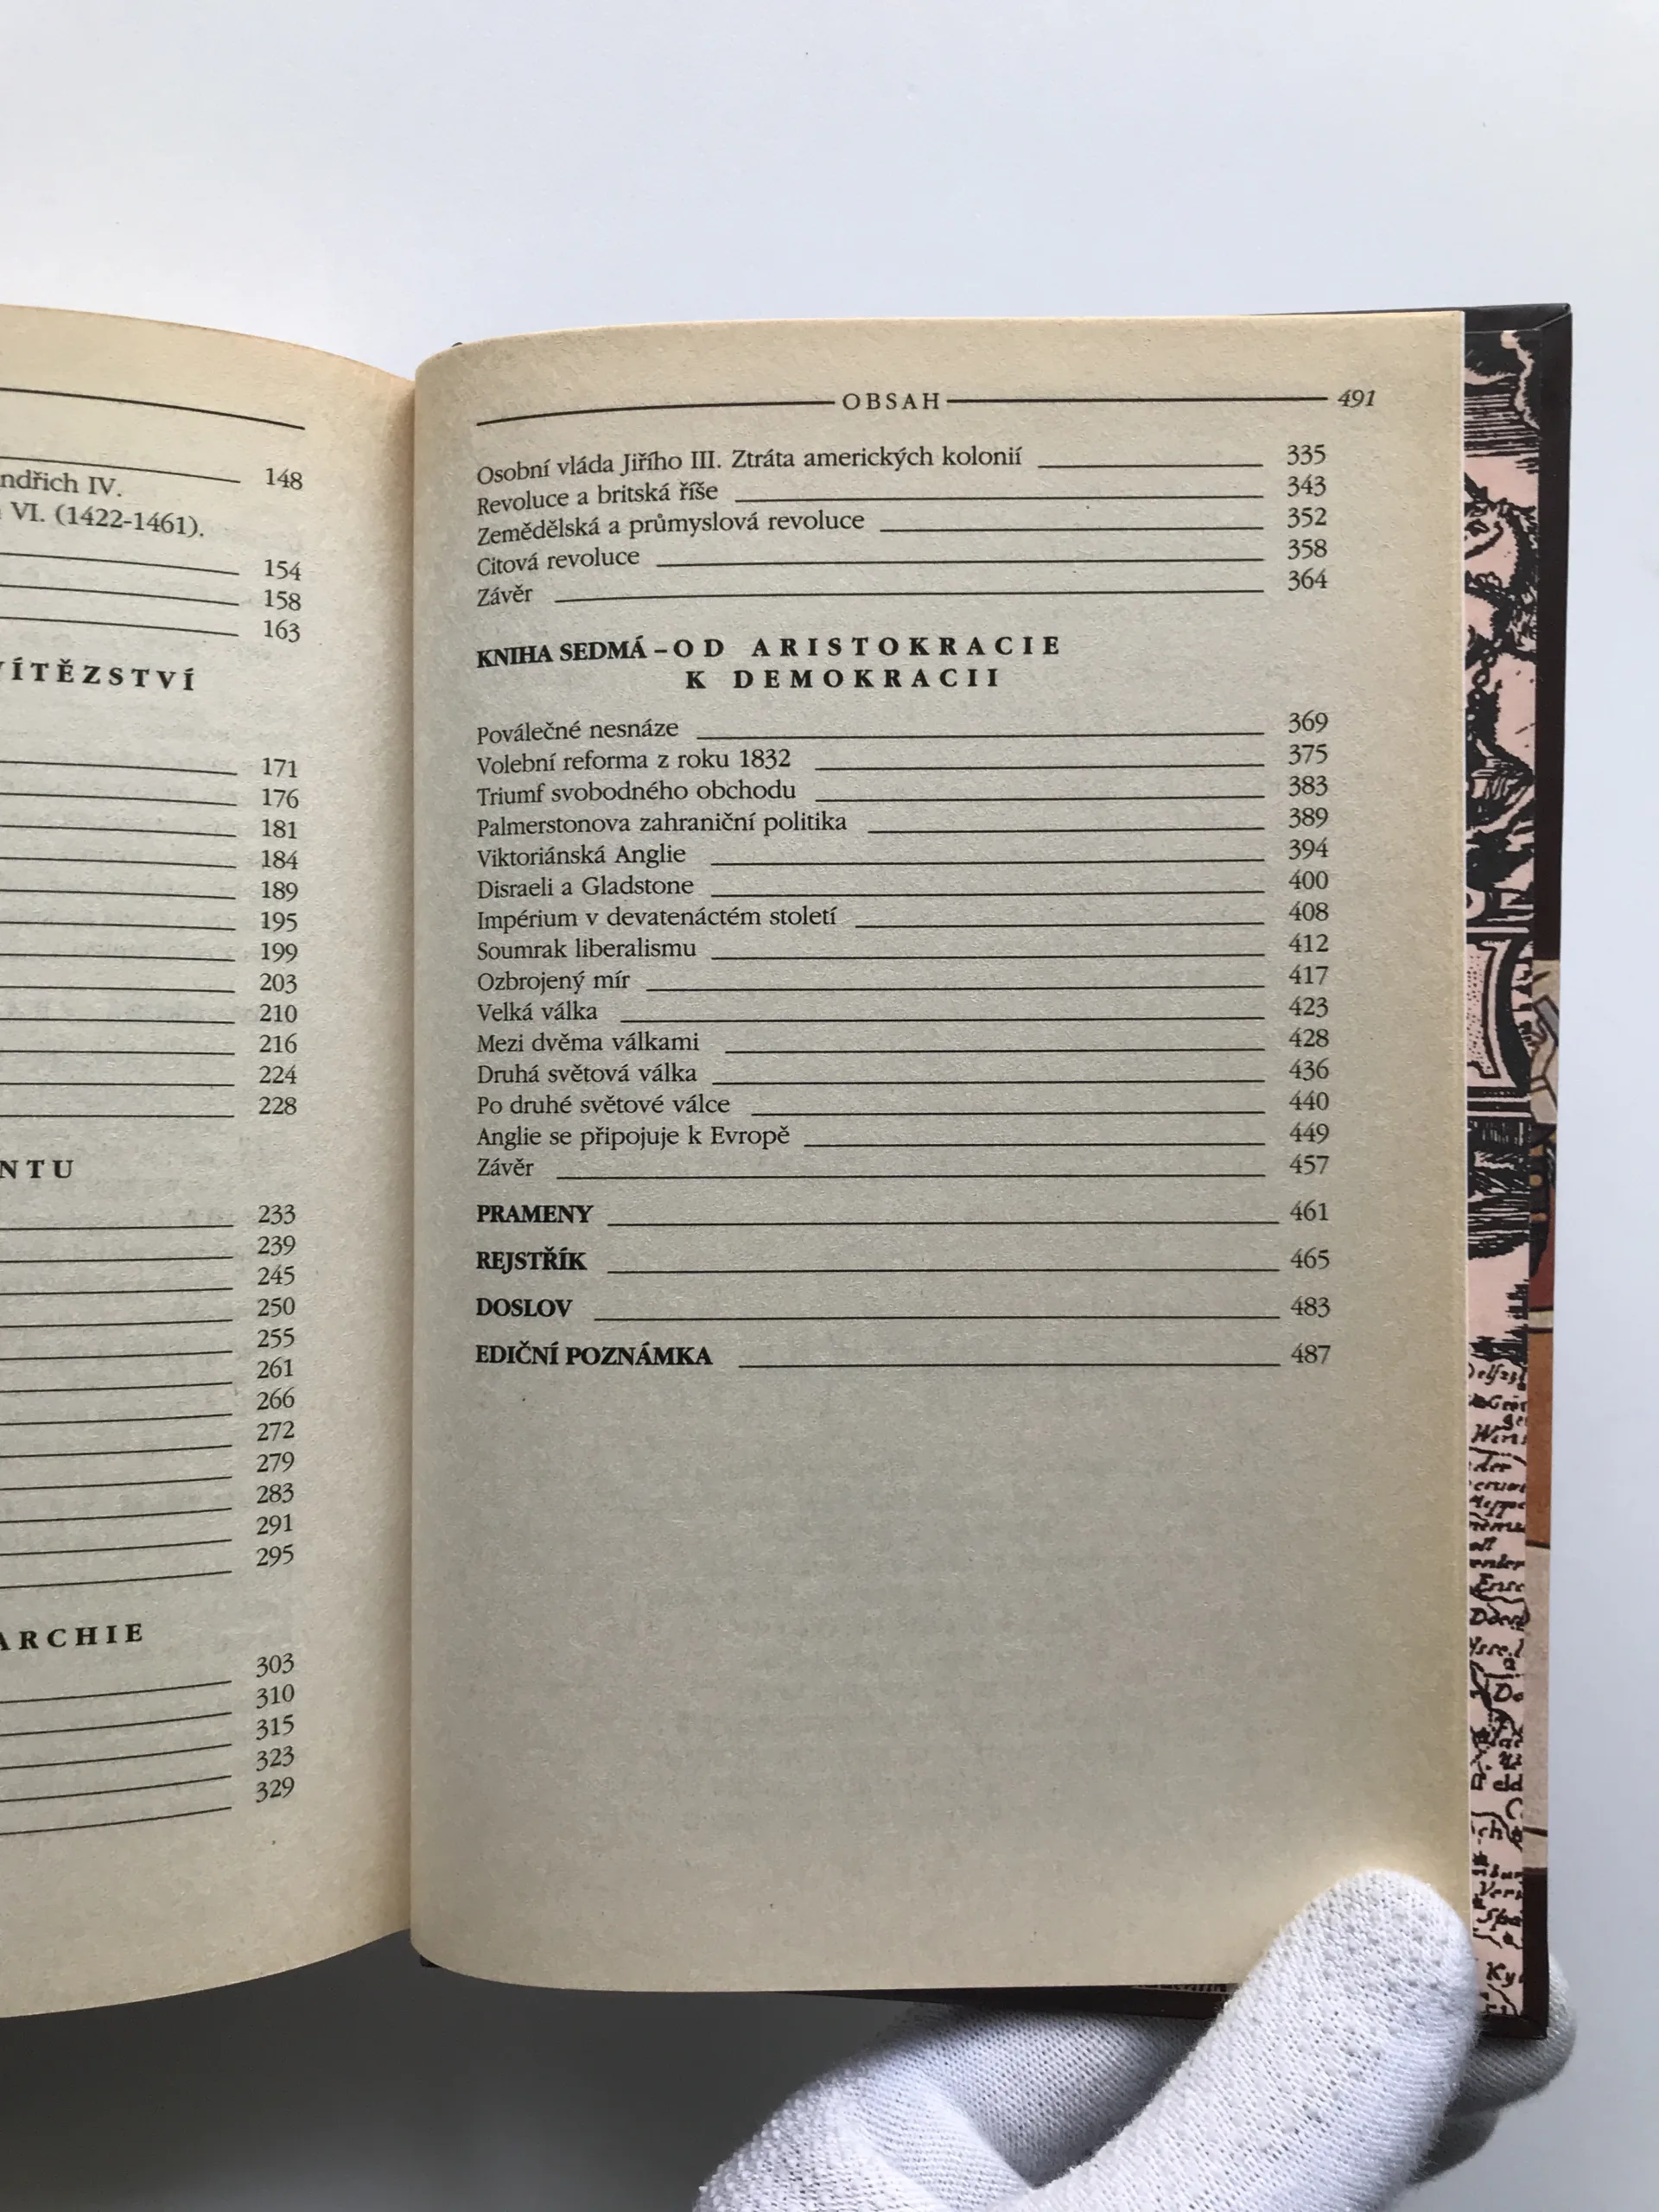 148
IV.
VI. (1422-1461).
154
158
163
171
176
181
184
189
195
199
203
210
216
224
228
233
239
245
250
255
261
266
272
279
283
291
295
303
310
315
323
329
OBSAH 491
Osobní vláda Jiřího III. Ztráta amerických kolonií 335
Revoluce a britská říše 343
Zemědělská a průmyslová revoluce 352
Citová revoluce 358
Závěr 364
KNIHA SEDMÁ – OD ARISTOKRACIE
K DEMOKRACII
Poválečné nesnáze 369
Volební reforma z roku 1832 375
Triumf svobodného obchodu 383
Palmerstonova zahraniční politika 389
Viktoriánská Anglie 394
Disraeli a Gladstone 400
Impérium v devatenáctém století 408
Soumrak liberalismu 412
Ozbrojený mír 417
Velká válka 423
Mezi dvěma válkami 428
Druhá světová válka 436
Po druhé světové válce 440
Anglie se připojuje k Evropě 449
Závěr 457
PRAMENY 461
REJSTŘÍK 465
DOSLOV 483
EDIČNÍ POZNÁMKA 487